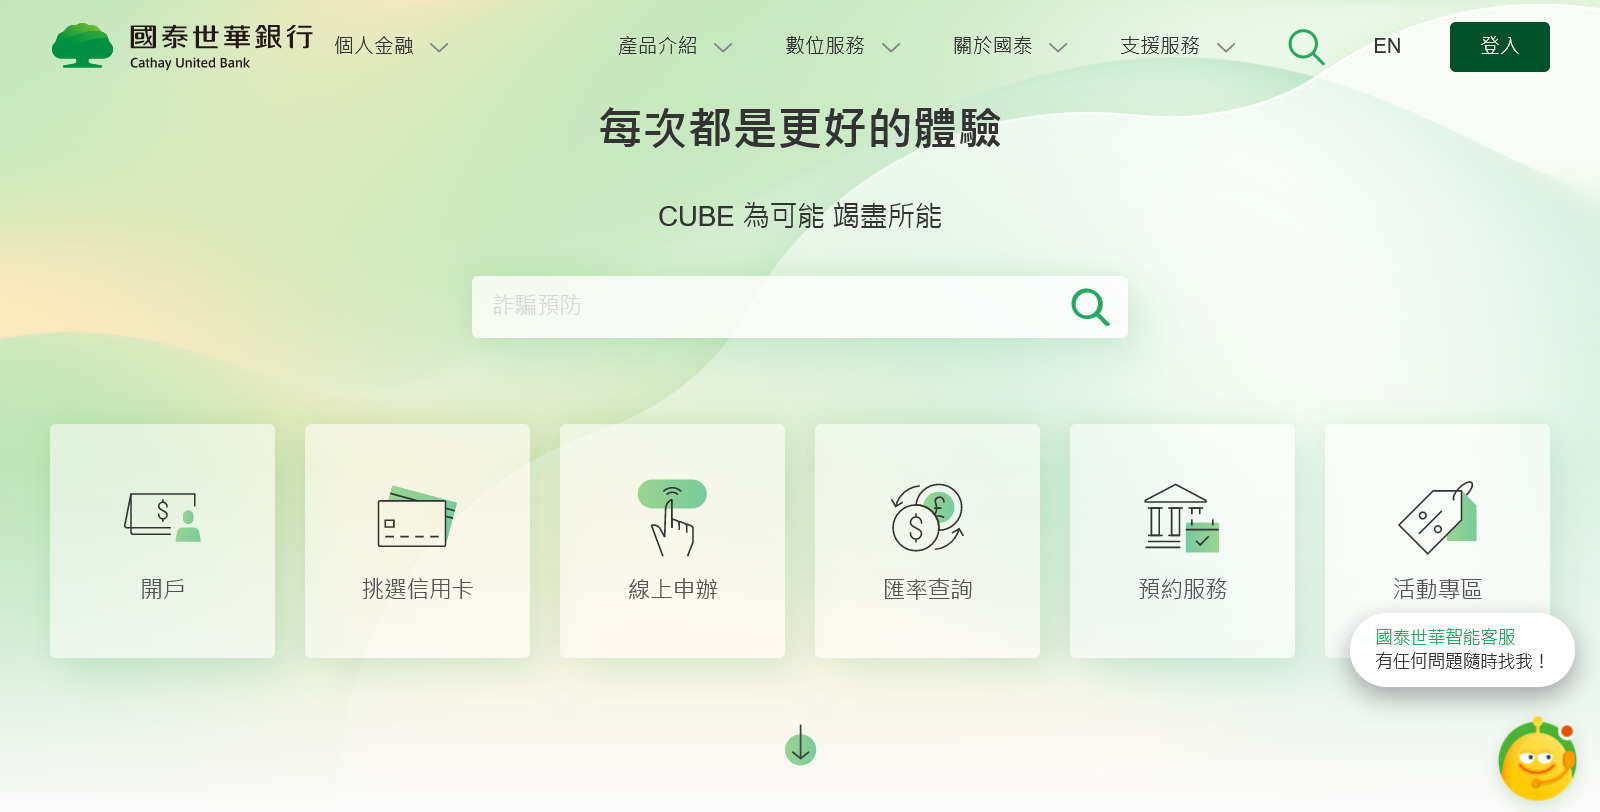 國泰世華銀行
Cathay United Bank
個人金融
產品介紹
數位服務
關於國泰
支援服務
EN
登入
每次都是更好的體驗
CUBE 為可能 竭盡所能
詐騙預防
開戶
挑選信用卡
線上申辦
匯率查詢
預約服務
活動專區
國泰世華智能客服
有任何問題隨時找我！